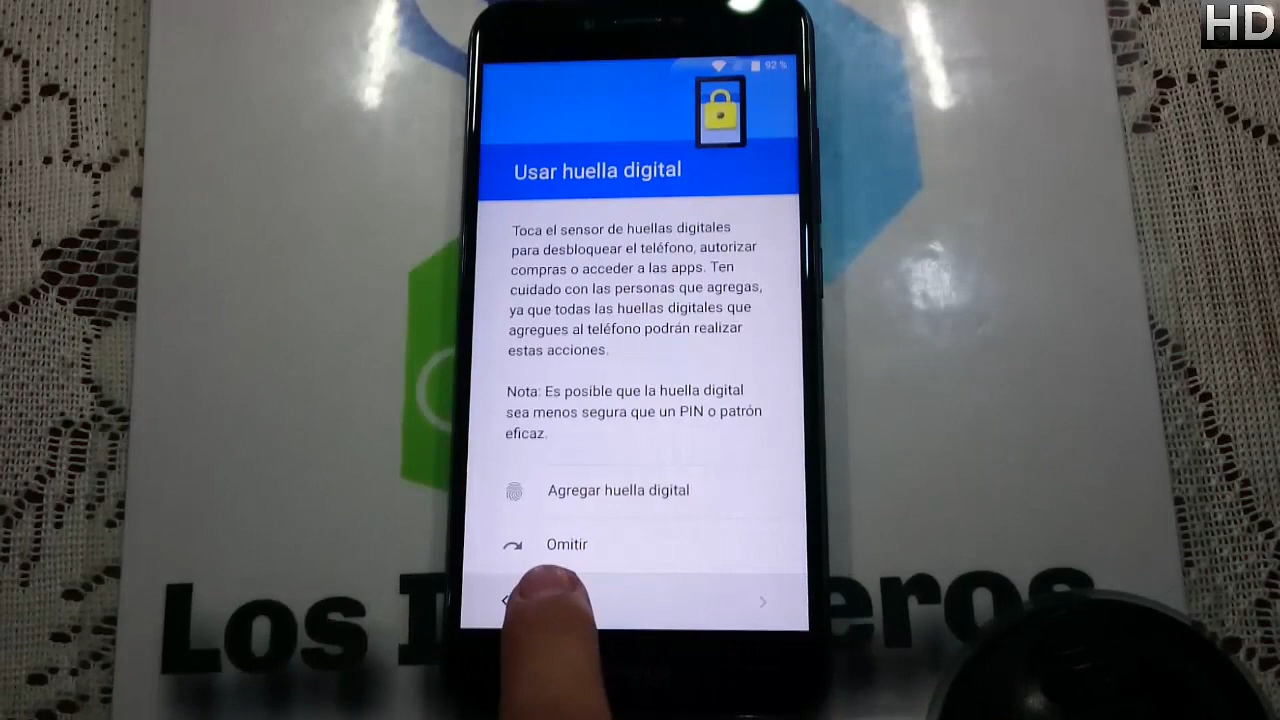 HD
92 %
Usar huella digital
Toca el sensor de huellas digitales
para desbloquear el teléfono, autorizar
compras o acceder a las apps. Ten
cuidado con las personas que agregas,
ya que todas las huellas digitales que
agregues al teléfono podrán realizar
estas acciones.
Nota: Es posible que la huella digital
sea menos segura que un PIN o patrón
eficaz.
Agregar huella digital
Omitir
Los